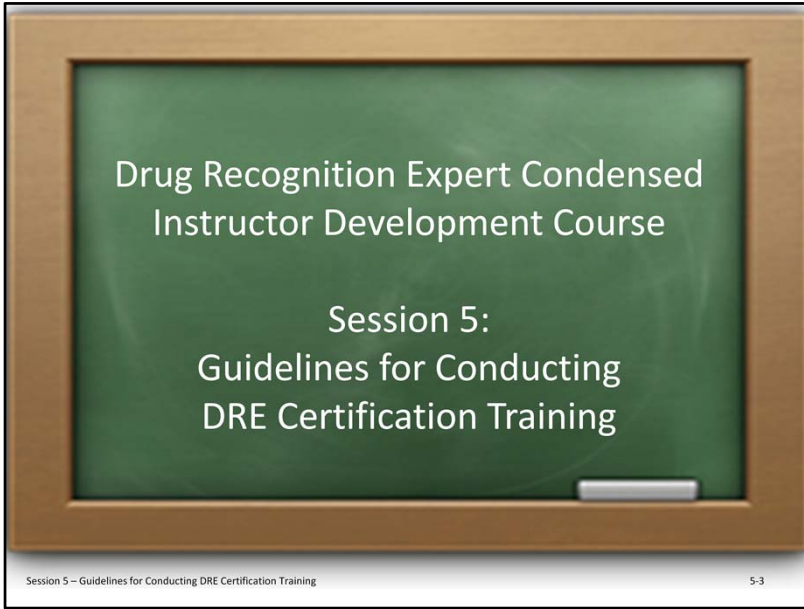 Drug Recognition Expert Condensed
Instructor Development Course
Session 5:
Guidelines for Conducting
DRE Certification Training
Session 5 – Guidelines for Conducting DRE Certification Training
5-3